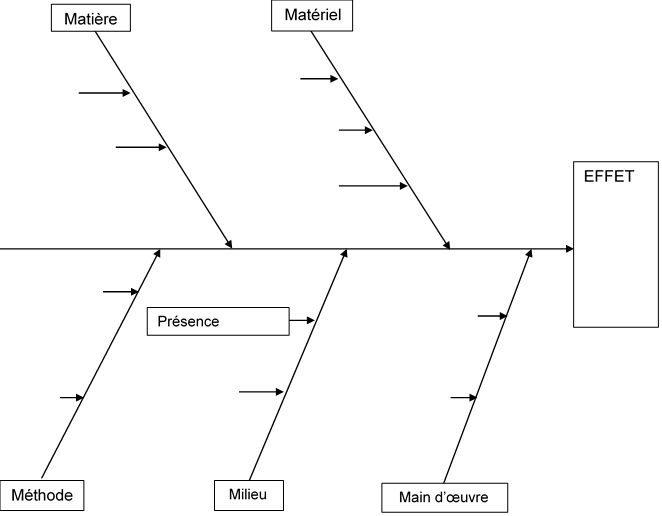 Matière
Matériel
EFFET
Présence
Méthode
Milieu
Main d’œuvre